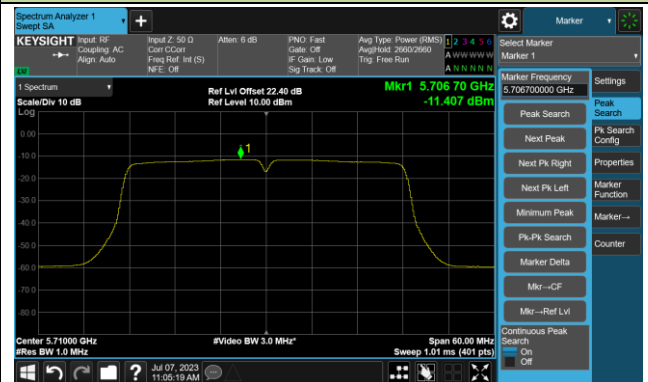 Spectrum Analyzer 1
Swept SA
Marker
KEYSIGHT
Input: RF
Coupling: AC
Align: Auto
Input Z: 50 Ω
Corr CCorr
Freq Ref: Int (S)
NFE: Off
Atten: 6 dB
PNO: Fast
Gate: Off
IF Gain: Low
Sig Track: Off
Avg Type: Power (RMS)
Avg|Hold: 2660/2660
Trig: Free Run
1 2 3 4 5 6
A W W W W W
A N N N N N
Select Marker
Marker 1
1 Spectrum
Scale/Div 10 dB
Log
Ref Lvl Offset 22.40 dB
Ref Level 10.00 dBm
Mkr1 5.706 70 GHz
-11.407 dBm
1
0.00
-10.0
-20.0
-30.0
-40.0
-50.0
-60.0
-70.0
-80.0
Center 5.71000 GHz
#Res BW 1.0 MHz
#Video BW 3.0 MHz*
Span 60.00 MHz
Sweep 1.01 ms (401 pts)
Marker Frequency
5.706700000 GHz
Peak Search
Next Peak
Next Pk Right
Next Pk Left
Minimum Peak
Pk-Pk Search
Marker Delta
Mkr→CF
Mkr→Ref Lvl
Continuous Peak
Search
On
Off
Settings
Peak
Search
Pk Search
Config
Properties
Marker
Function
Marker→
Counter
?
Jul 07, 2023
11:05:19 AM